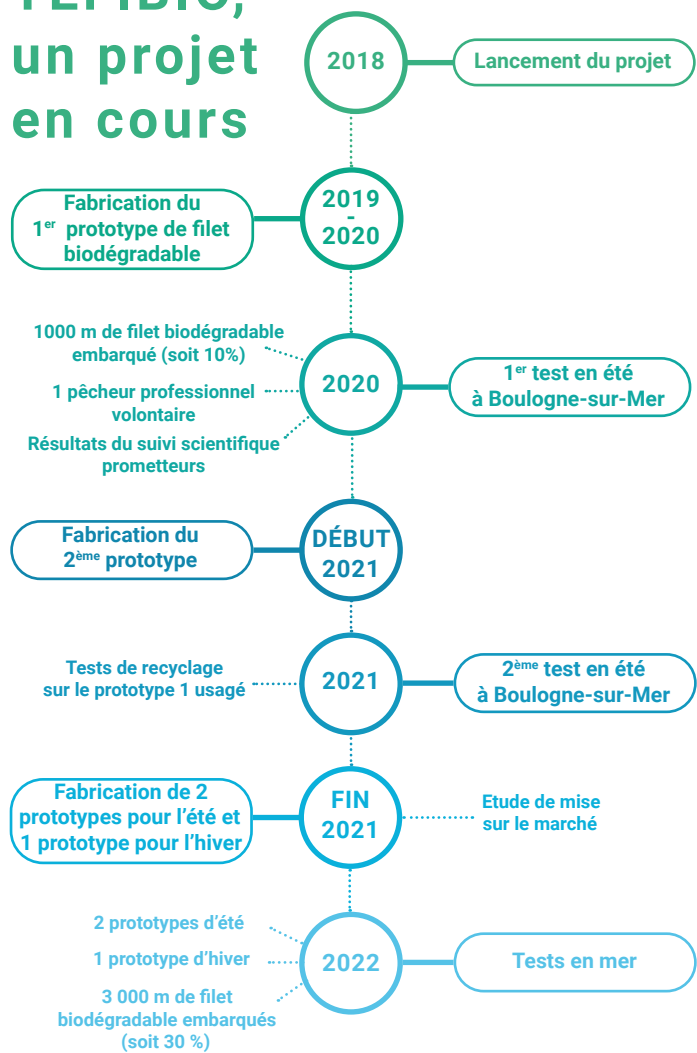 TEFIBIO,
un projet
en cours
2018
Lancement du projet
2019
-
2020
Fabrication du
1er prototype de filet
biodégradable
2020
1000 m de filet biodégradable
embarqué (soit 10%)
1 pêcheur professionnel
volontaire
Résultats du suivi scientifique
prometteurs
1er test en été
à Boulogne-sur-Mer
DÉBUT
2021
Fabrication du
2ème prototype
2021
Tests de recyclage
sur le prototype 1 usagé
2ème test en été
à Boulogne-sur-Mer
FIN
2021
Fabrication de 2
prototypes pour l'été et
1 prototype pour l'hiver
Etude de mise
sur le marché
2022
2 prototypes d'été
1 prototype d'hiver
3 000 m de filet
biodégradable embarqués
(soit 30 %)
Tests en mer